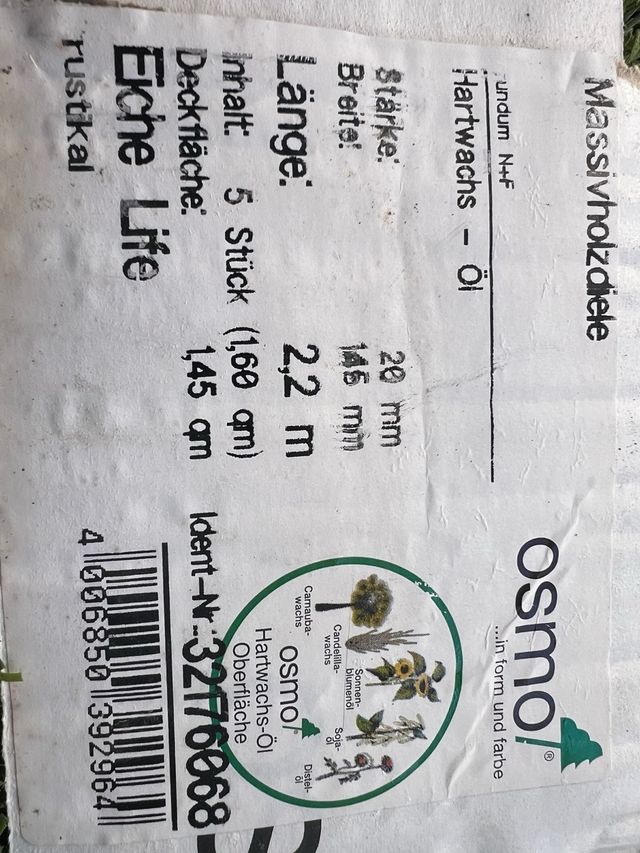 Massivholzdiele
rundum N+F
Hartwachs - Öl
Stärke: 20 mm
Breite: 145 mm
Länge: 2,2 m
Inhalt: 5 Stück (1,60 qm)
Deckfläche: 1,45 qm
Eiche Life
rustikal
osmo ®
...in form und farbe
Carnauba-
wachs
Candelilla-
wachs
Sonnen-
blumenöl
Soja-
öl
Distel-
öl
osmo
Hartwachs-Öl
Oberfläche
Ident-Nr.:32176068
4 006850 392964